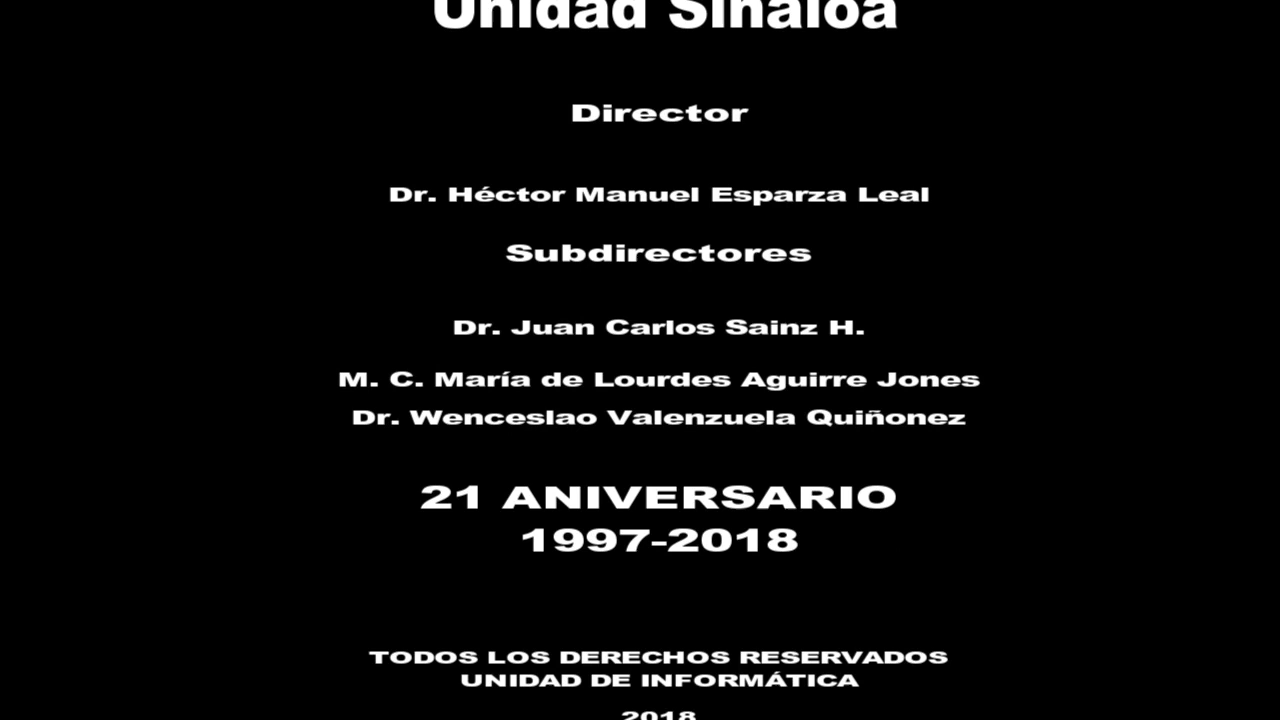 Unidad Sinaloa
Director
Dr. Héctor Manuel Esparza Leal
Subdirectores
Dr. Juan Carlos Sainz H.
M. C. María de Lourdes Aguirre Jones
Dr. Wenceslao Valenzuela Quiñonez
21 ANIVERSARIO
1997-2018
TODOS LOS DERECHOS RESERVADOS
UNIDAD DE INFORMÁTICA
2018